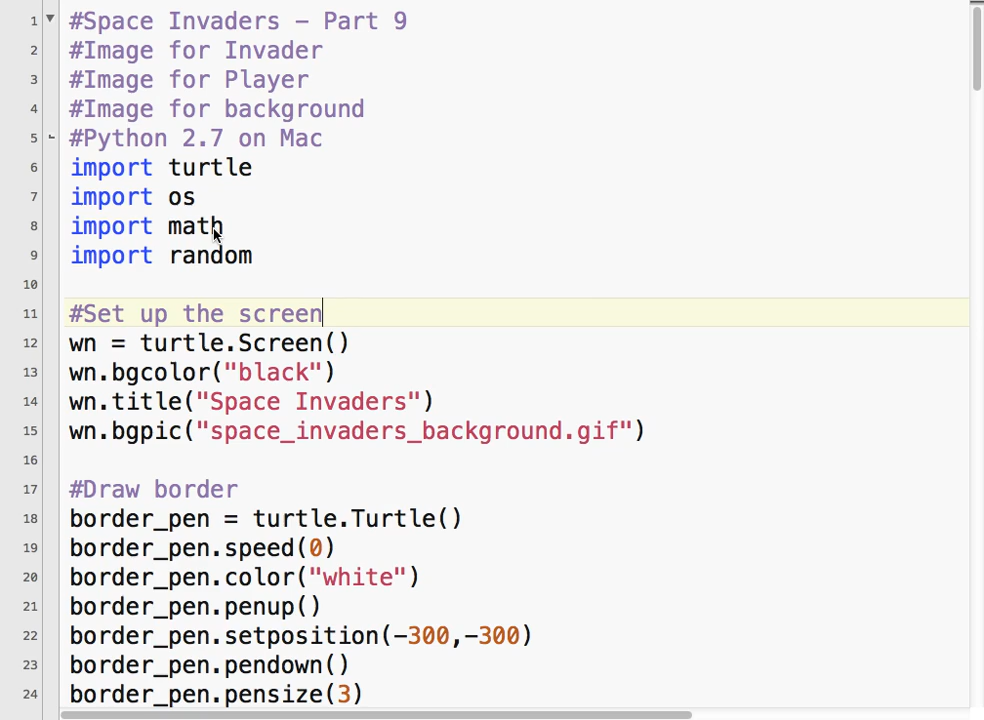 1 #Space Invaders - Part 9
2 #Image for Invader
3 #Image for Player
4 #Image for background
5 #Python 2.7 on Mac
6 import turtle
7 import os
8 import math
9 import random
10
11 #Set up the screen
12 wn = turtle.Screen()
13 wn.bgcolor("black")
14 wn.title("Space Invaders")
15 wn.bgpic("space_invaders_background.gif")
16
17 #Draw border
18 border_pen = turtle.Turtle()
19 border_pen.speed(0)
20 border_pen.color("white")
21 border_pen.penup()
22 border_pen.setposition(-300,-300)
23 border_pen.pendown()
24 border_pen.pensize(3)